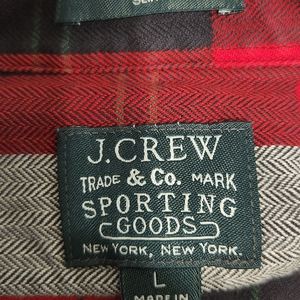 J.CREW
TRADE & Co. MARK
SPORTING
GOODS
NEW YORK, NEW YORK.
L
MADE IN